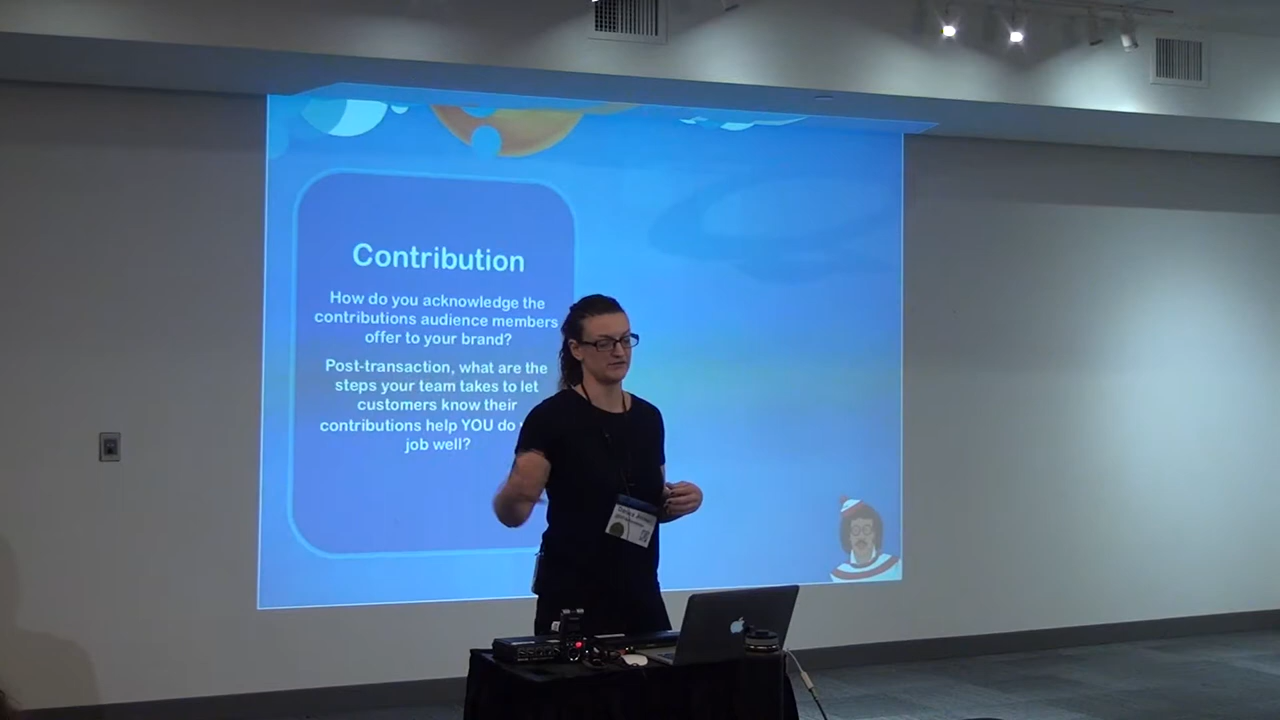 Contribution
How do you acknowledge the
contributions audience members
offer to your brand?
Post-transaction, what are the
steps your team takes to let
customers know their
contributions help YOU do
job well?